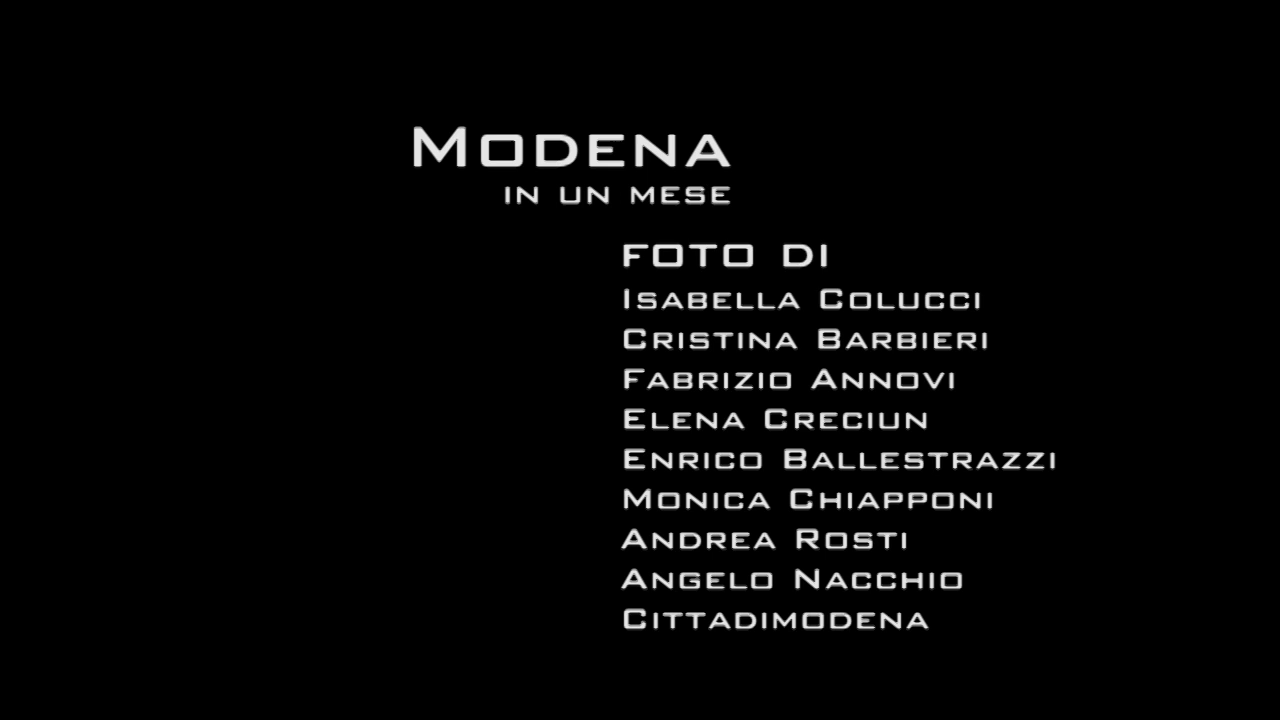 Modena
in un mese
foto di
Isabella Colucci
Cristina Barbieri
Fabrizio Annovi
Elena Creciun
Enrico Ballestrazzi
Monica Chiapponi
Andrea Rosti
Angelo Nacchio
Cittadimodena